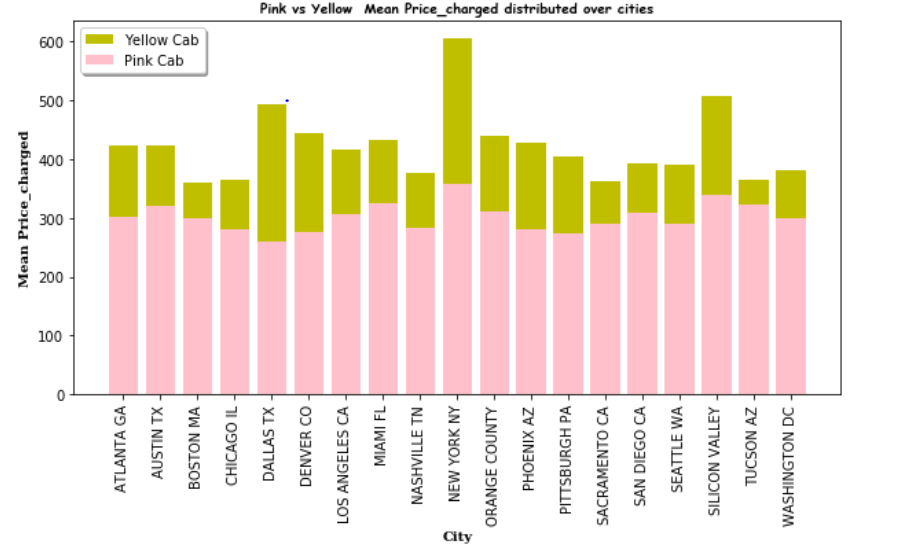 Pink vs Yellow  Mean Price_charged distributed over cities
Yellow Cab
Pink Cab
Mean Price_charged
600
500
400
300
200
100
0
ATLANTA GA
AUSTIN TX
BOSTON MA
CHICAGO IL
DALLAS TX
DENVER CO
LOS ANGELES CA
MIAMI FL
NASHVILLE TN
NEW YORK NY
ORANGE COUNTY
PHOENIX AZ
PITTSBURGH PA
SACRAMENTO CA
SAN DIEGO CA
SEATTLE WA
SILICON VALLEY
TUCSON AZ
WASHINGTON DC
City